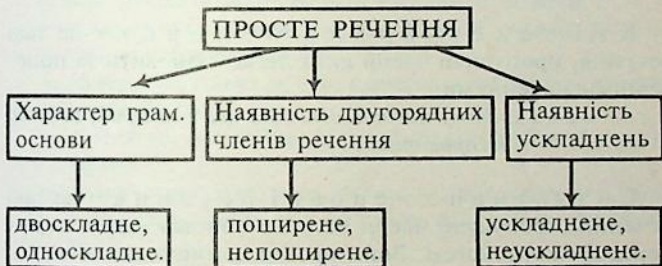 ПРОСТЕ РЕЧЕННЯ
Характер грам.
основи
Наявність другорядних
членів речення
Наявність
ускладнень
двоскладне,
односкладне.
поширене,
непоширене.
ускладнене,
неускладнене.